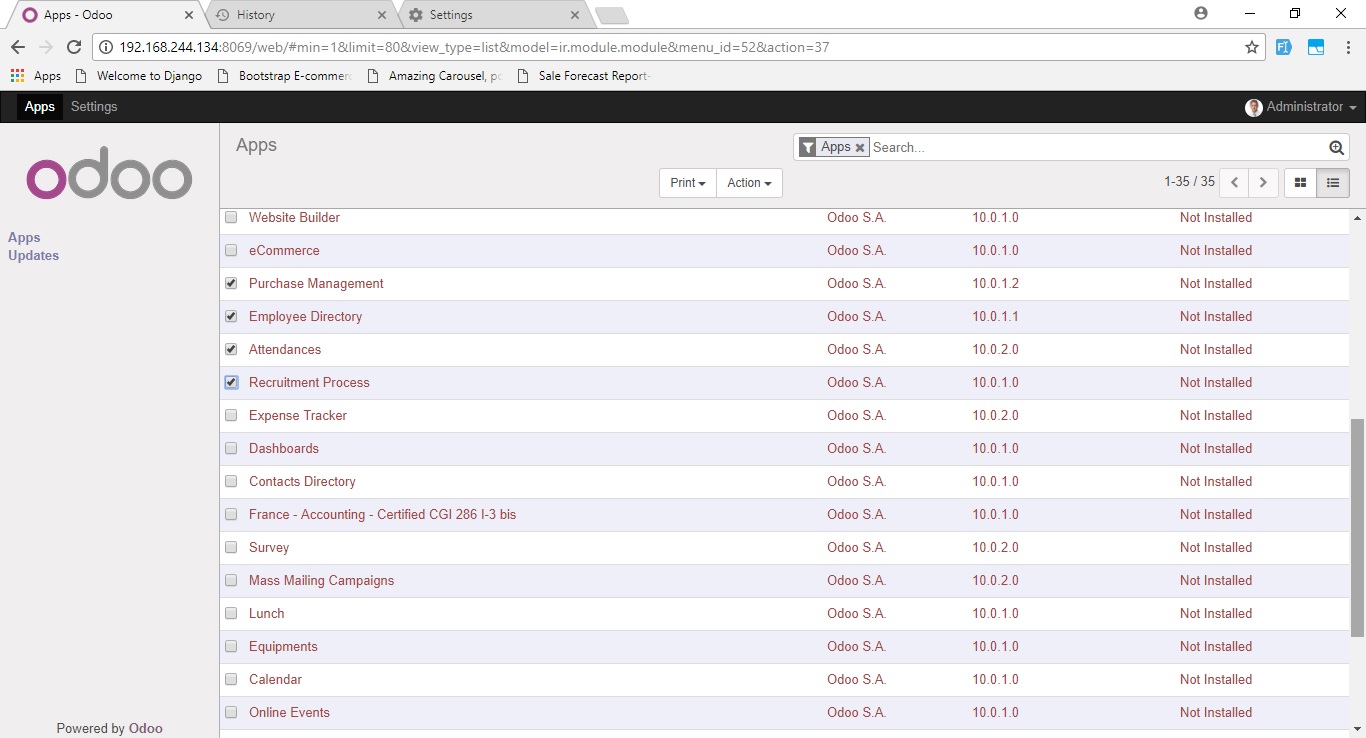 Apps - Odoo
History
Settings
192.168.244.134:8069/web/#min=1&limit=80&view_type=list&model=ir.module.module&menu_id=52&action=37
Apps
Welcome to Django
Bootstrap E-commerc
Amazing Carousel, po
Sale Forecast Report-
Apps
Settings
Administrator
odoo
Apps
Updates
Apps
Apps
Search...
Print
Action
1-35 / 35
Website Builder Odoo S.A. 10.0.1.0 Not Installed
eCommerce Odoo S.A. 10.0.1.0 Not Installed
Purchase Management Odoo S.A. 10.0.1.2 Not Installed
Employee Directory Odoo S.A. 10.0.1.1 Not Installed
Attendances Odoo S.A. 10.0.2.0 Not Installed
Recruitment Process Odoo S.A. 10.0.1.0 Not Installed
Expense Tracker Odoo S.A. 10.0.2.0 Not Installed
Dashboards Odoo S.A. 10.0.1.0 Not Installed
Contacts Directory Odoo S.A. 10.0.1.0 Not Installed
France - Accounting - Certified CGI 286 I-3 bis Odoo S.A. 10.0.1.0 Not Installed
Survey Odoo S.A. 10.0.2.0 Not Installed
Mass Mailing Campaigns Odoo S.A. 10.0.2.0 Not Installed
Lunch Odoo S.A. 10.0.1.0 Not Installed
Equipments Odoo S.A. 10.0.1.0 Not Installed
Calendar Odoo S.A. 10.0.1.0 Not Installed
Online Events Odoo S.A. 10.0.1.0 Not Installed
Powered by Odoo